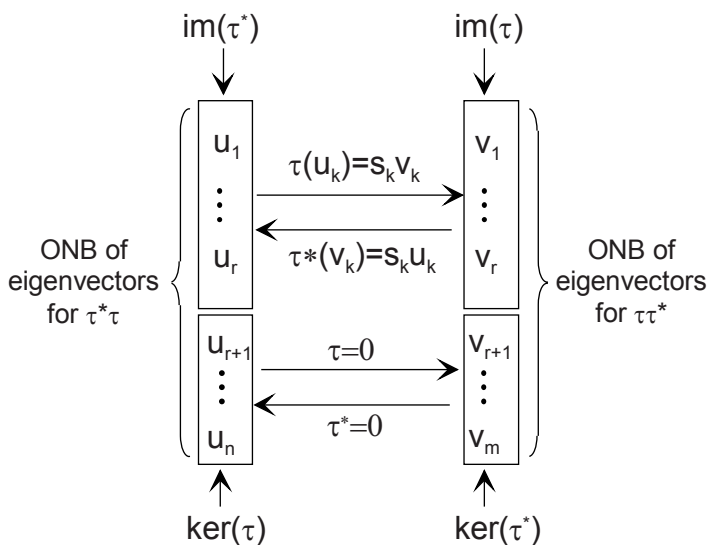 im(τ*) im(τ)
u₁ v₁
τ(uₖ)=sₖvₖ
⋮ ⋮
τ*(vₖ)=sₖuₖ
uᵣ vᵣ
ONB of
eigenvectors
for τ*τ
ONB of
eigenvectors
for ττ*
uᵣ₊₁ vᵣ₊₁
τ=0
⋮ ⋮
τ*=0
uₙ vₘ
ker(τ) ker(τ*)